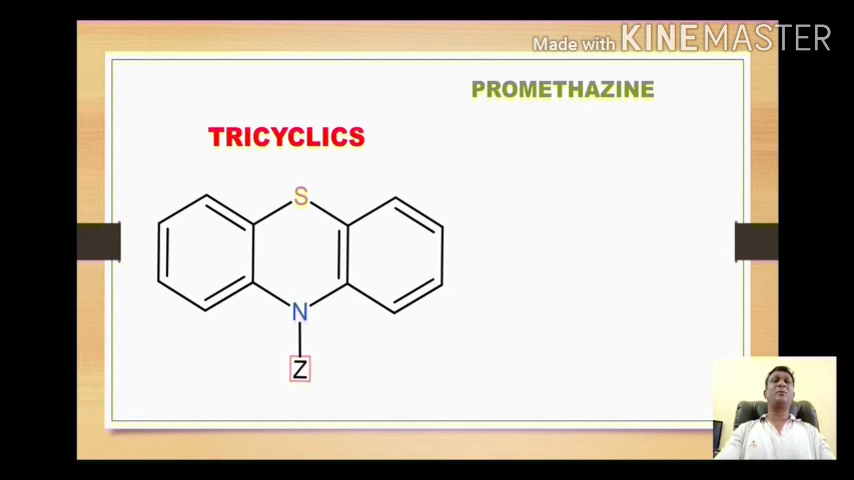 Made with KINEMASTER
PROMETHAZINE
TRICYCLICS
S
N
Z